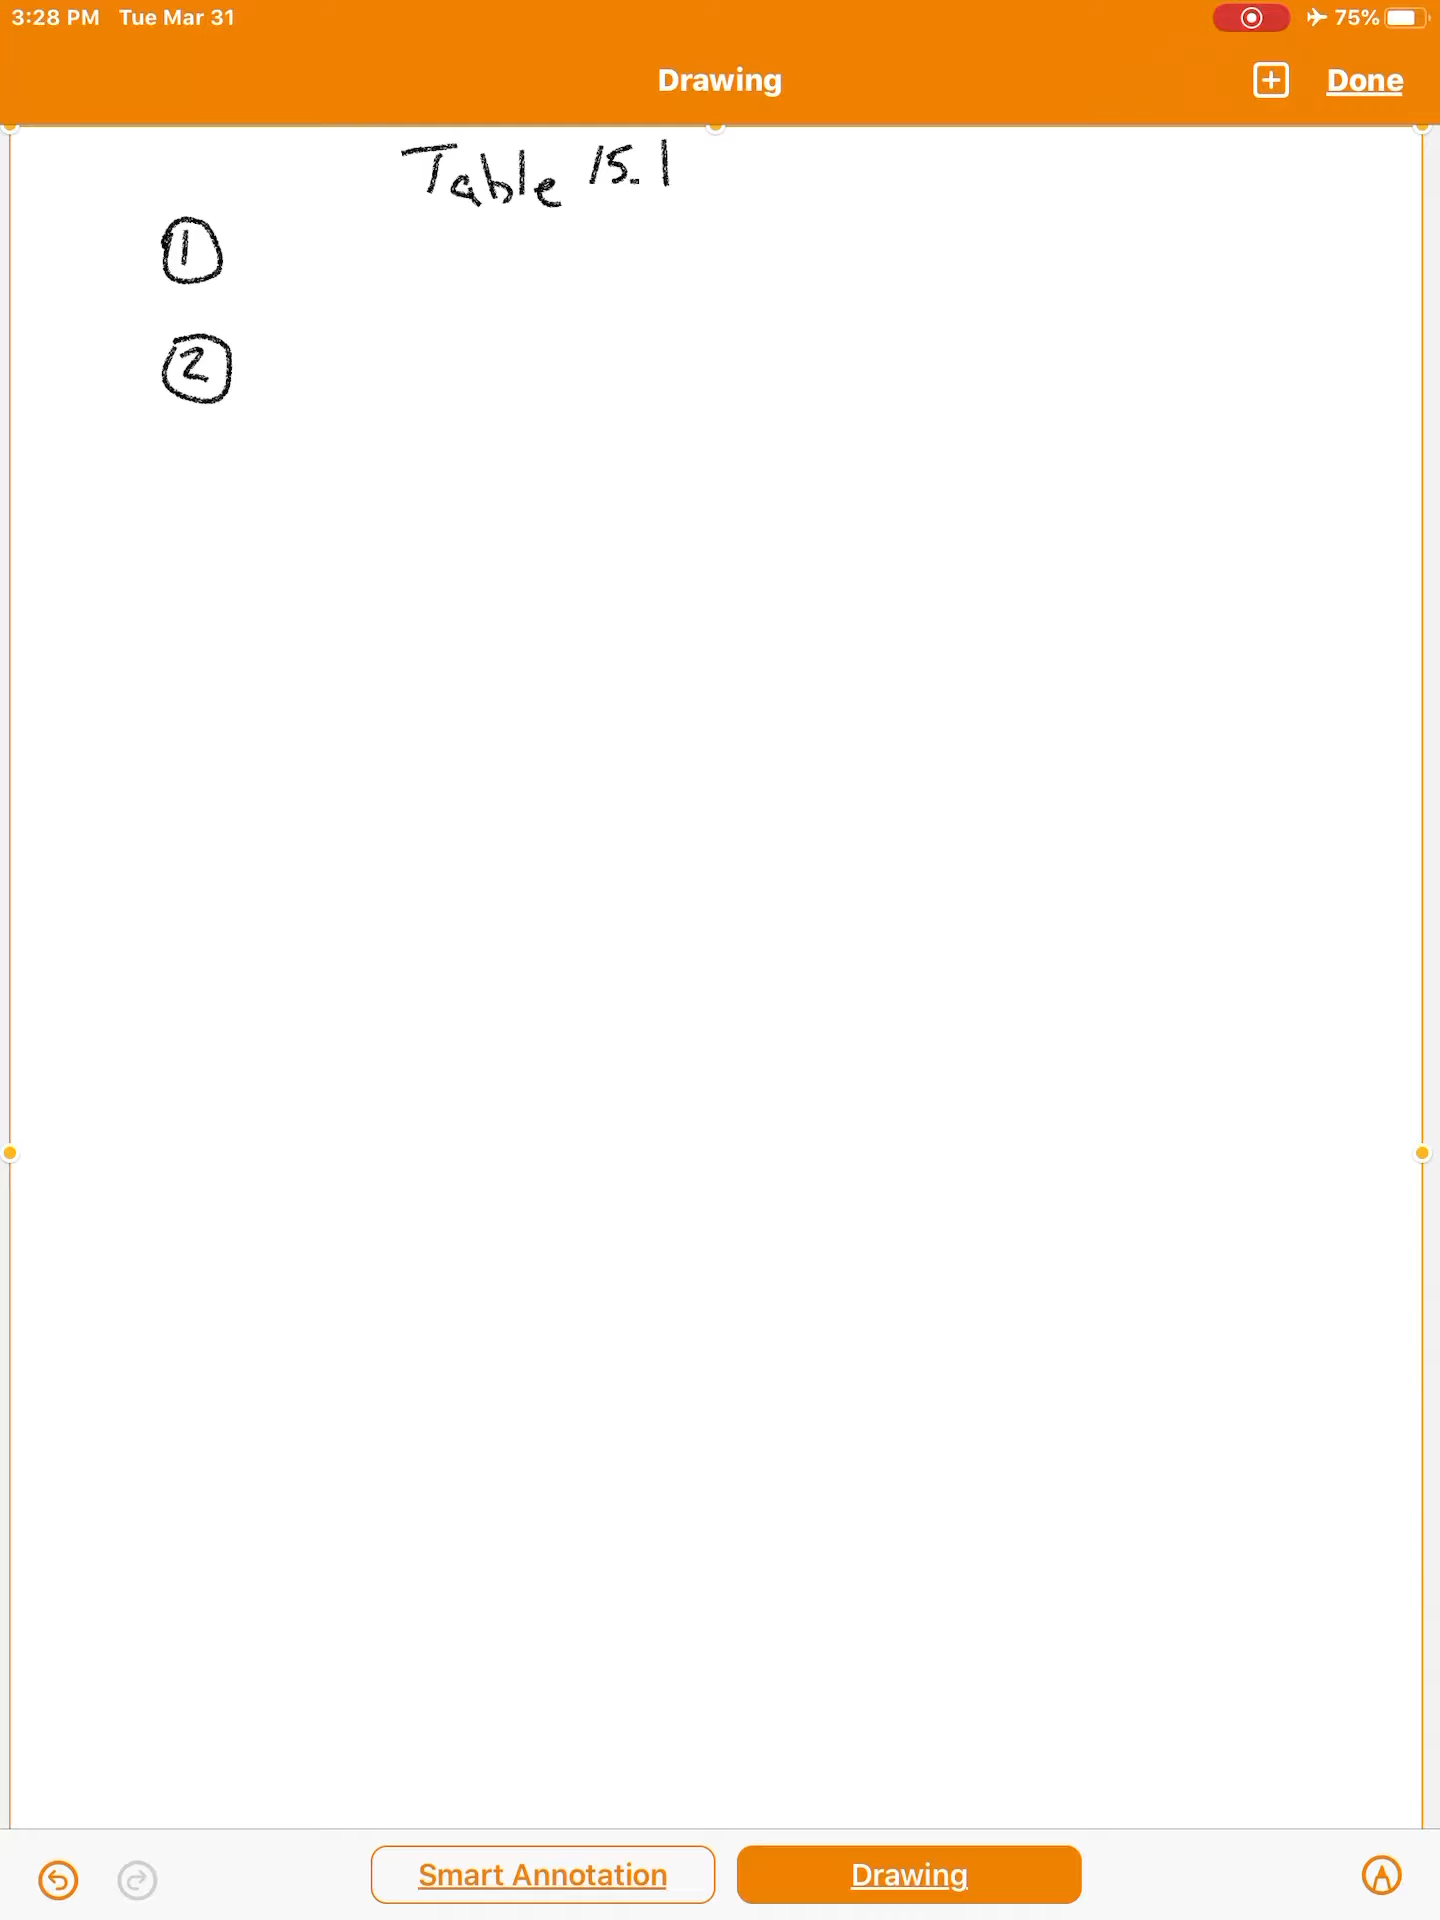 3:28 PM Tue Mar 31 75%
Drawing Done
Table 15.1
1
2
Smart Annotation Drawing